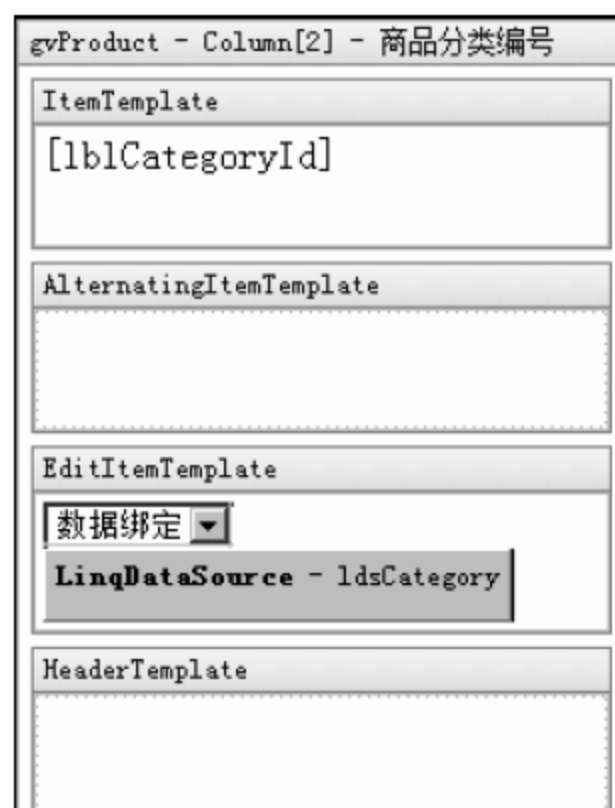 gvProduct - Column[2] - 商品分类编号
ItemTemplate
[lblCategoryId]
AlternatingItemTemplate
EditItemTemplate
数据绑定
LinqDataSource - ldsCategory
HeaderTemplate